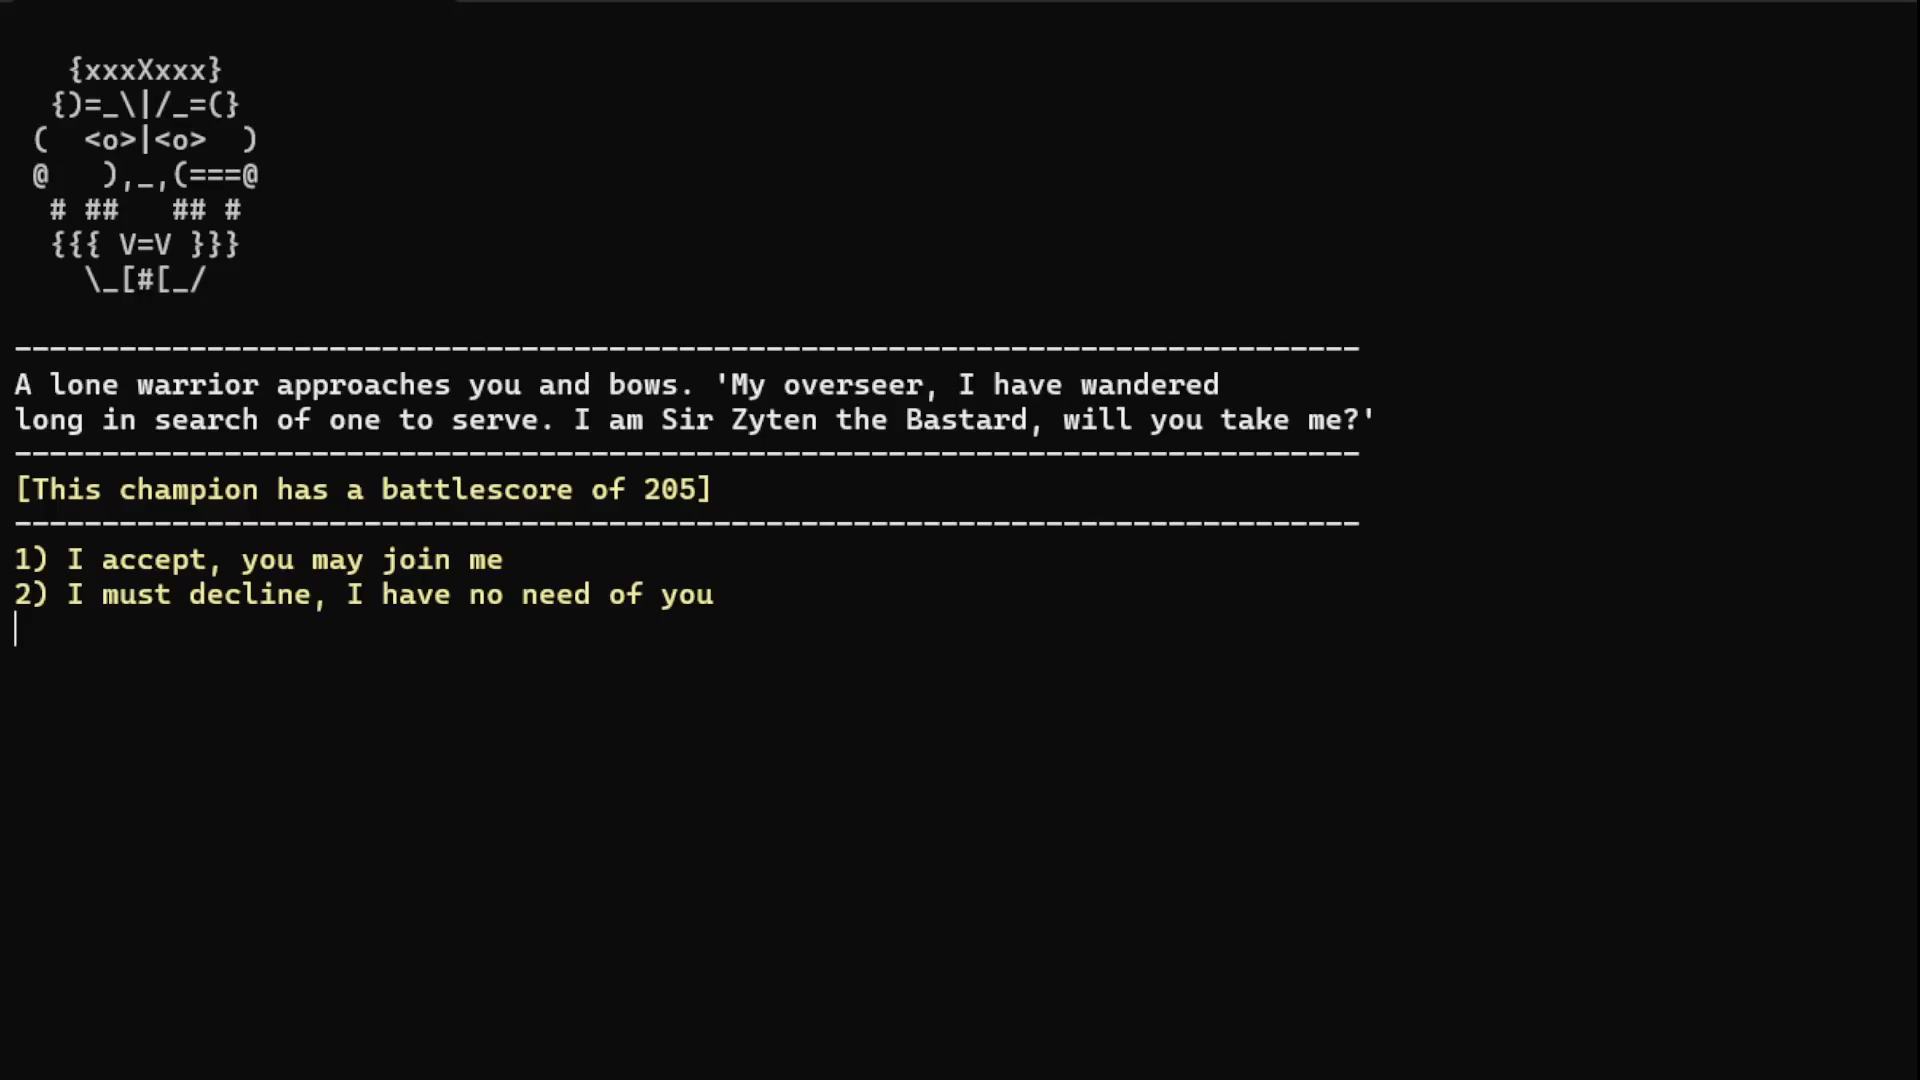 {xxxXxxx}
{)=_\|/_=(}
(  <o>|<o>  )
@   ),_,(===@
# ##   ## #
{{{ V=V }}}
\_[#[_/
-----------------------------------------------------------------------------
A lone warrior approaches you and bows. 'My overseer, I have wandered
long in search of one to serve. I am Sir Zyten the Bastard, will you take me?'
-----------------------------------------------------------------------------
[This champion has a battlescore of 205]
-----------------------------------------------------------------------------
1) I accept, you may join me
2) I must decline, I have no need of you